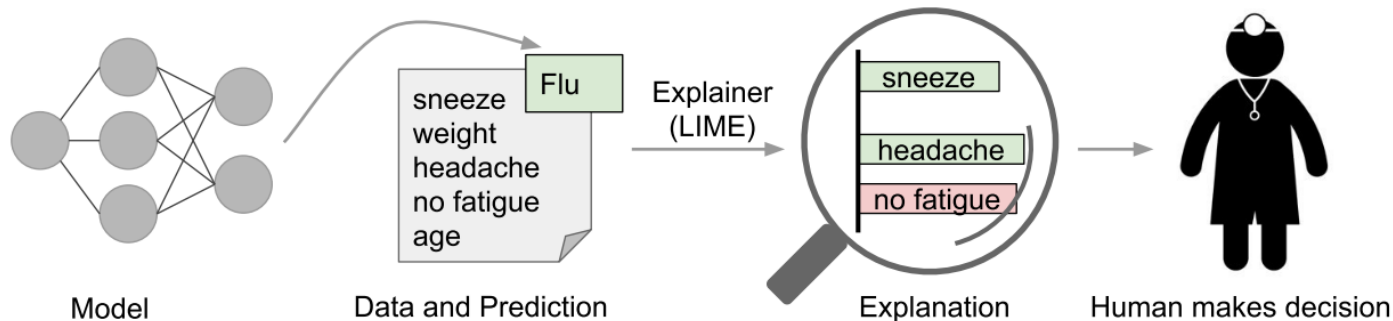 Flu
sneeze
weight
headache
no fatigue
age
Explainer
(LIME)
sneeze
headache
no fatigue
Model
Data and Prediction
Explanation
Human makes decision